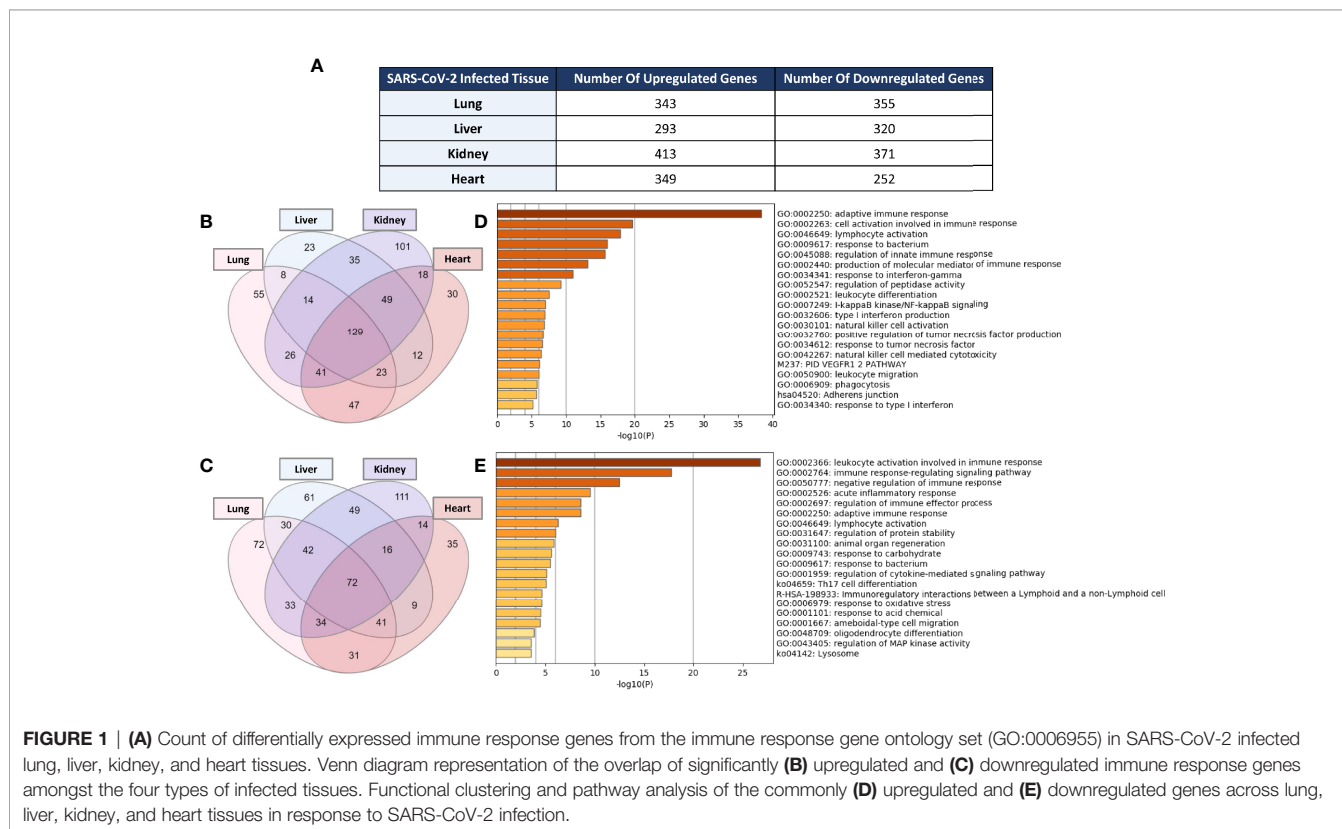 A
SARS-CoV-2 Infected Tissue Number Of Upregulated Genes Number Of Downregulated Genes
Lung 343 355
Liver 293 320
Kidney 413 371
Heart 349 252
B
Liver Kidney
Lung Heart
23 101
8 35 18
55 14 49 30
129
26 12
41 23
47
D
GO:0002250: adaptive immune response
GO:0002263: cell activation involved in immune response
GO:0046649: lymphocyte activation
GO:0009617: response to bacterium
GO:0045088: regulation of innate immune response
GO:0002440: production of molecular mediator of immune response
GO:0034341: response to interferon-gamma
GO:0052547: regulation of peptidase activity
GO:0002521: leukocyte differentiation
GO:0007249: I-kappaB kinase/NF-kappaB signaling
GO:0032606: type I interferon production
GO:0030101: natural killer cell activation
GO:0032760: positive regulation of tumor necrosis factor production
GO:0034612: response to tumor necrosis factor
GO:0042267: natural killer cell mediated cytotoxicity
M237: PID VEGFR1 2 PATHWAY
GO:0050900: leukocyte migration
GO:0006909: phagocytosis
hsa04520: Adherens junction
GO:0034340: response to type I interferon
0 5 10 15 20 25 30 35 40
-log10(P)
C
Liver Kidney
Lung Heart
61 111
30 49 14
72 42 16 35
72
33 9
34 41
31
E
GO:0002366: leukocyte activation involved in immune response
GO:0002764: immune response-regulating signaling pathway
GO:0050777: negative regulation of immune response
GO:0002526: acute inflammatory response
GO:0002697: regulation of immune effector process
GO:0002250: adaptive immune response
GO:0046649: lymphocyte activation
GO:0031647: regulation of protein stability
GO:0031100: animal organ regeneration
GO:0009743: response to carbohydrate
GO:0009617: response to bacterium
GO:0001959: regulation of cytokine-mediated signaling pathway
ko04659: Th17 cell differentiation
R-HSA-198933: Immunoregulatory interactions between a Lymphoid and a non-Lymphoid cell
GO:0006979: response to oxidative stress
GO:0001101: response to acid chemical
GO:0001667: ameboidal-type cell migration
GO:0048709: oligodendrocyte differentiation
GO:0043405: regulation of MAP kinase activity
ko04142: Lysosome
0 5 10 15 20 25
-log10(P)
FIGURE 1 | (A) Count of differentially expressed immune response genes from the immune response gene ontology set (GO:0006955) in SARS-CoV-2 infected
lung, liver, kidney, and heart tissues. Venn diagram representation of the overlap of significantly (B) upregulated and (C) downregulated immune response genes
amongst the four types of infected tissues. Functional clustering and pathway analysis of the commonly (D) upregulated and (E) downregulated genes across lung,
liver, kidney, and heart tissues in response to SARS-CoV-2 infection.